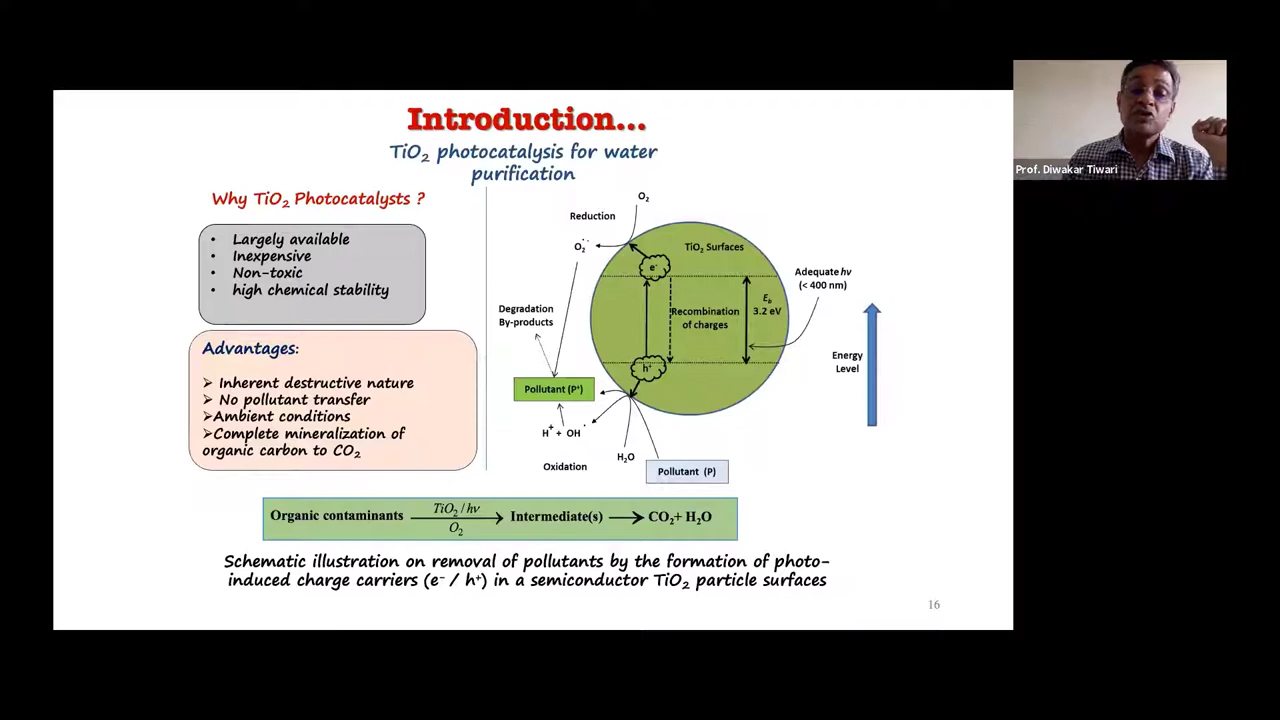 Introduction...
TiO₂ photocatalysis for water
purification
Why TiO₂ Photocatalysts ?
• Largely available
• Inexpensive
• Non-toxic
• high chemical stability
Advantages:
➢ Inherent destructive nature
➢ No pollutant transfer
➢Ambient conditions
➢Complete mineralization of
organic carbon to CO₂
O₂
Reduction
O₂˙⁻
TiO₂ Surfaces
e⁻
Adequate hv
(< 400 nm)
E_b
3.2 eV
Recombination
of charges
Degradation
By-products
Energy
Level
h⁺
Pollutant (P⁺)
H⁺ + OH˙
H₂O
Oxidation
Pollutant (P)
Organic contaminants TiO₂ / hν O₂ → Intermediate(s) → CO₂+ H₂O
Schematic illustration on removal of pollutants by the formation of photo-
induced charge carriers (e⁻ / h⁺) in a semiconductor TiO₂ particle surfaces
16
Prof. Diwakar Tiwari